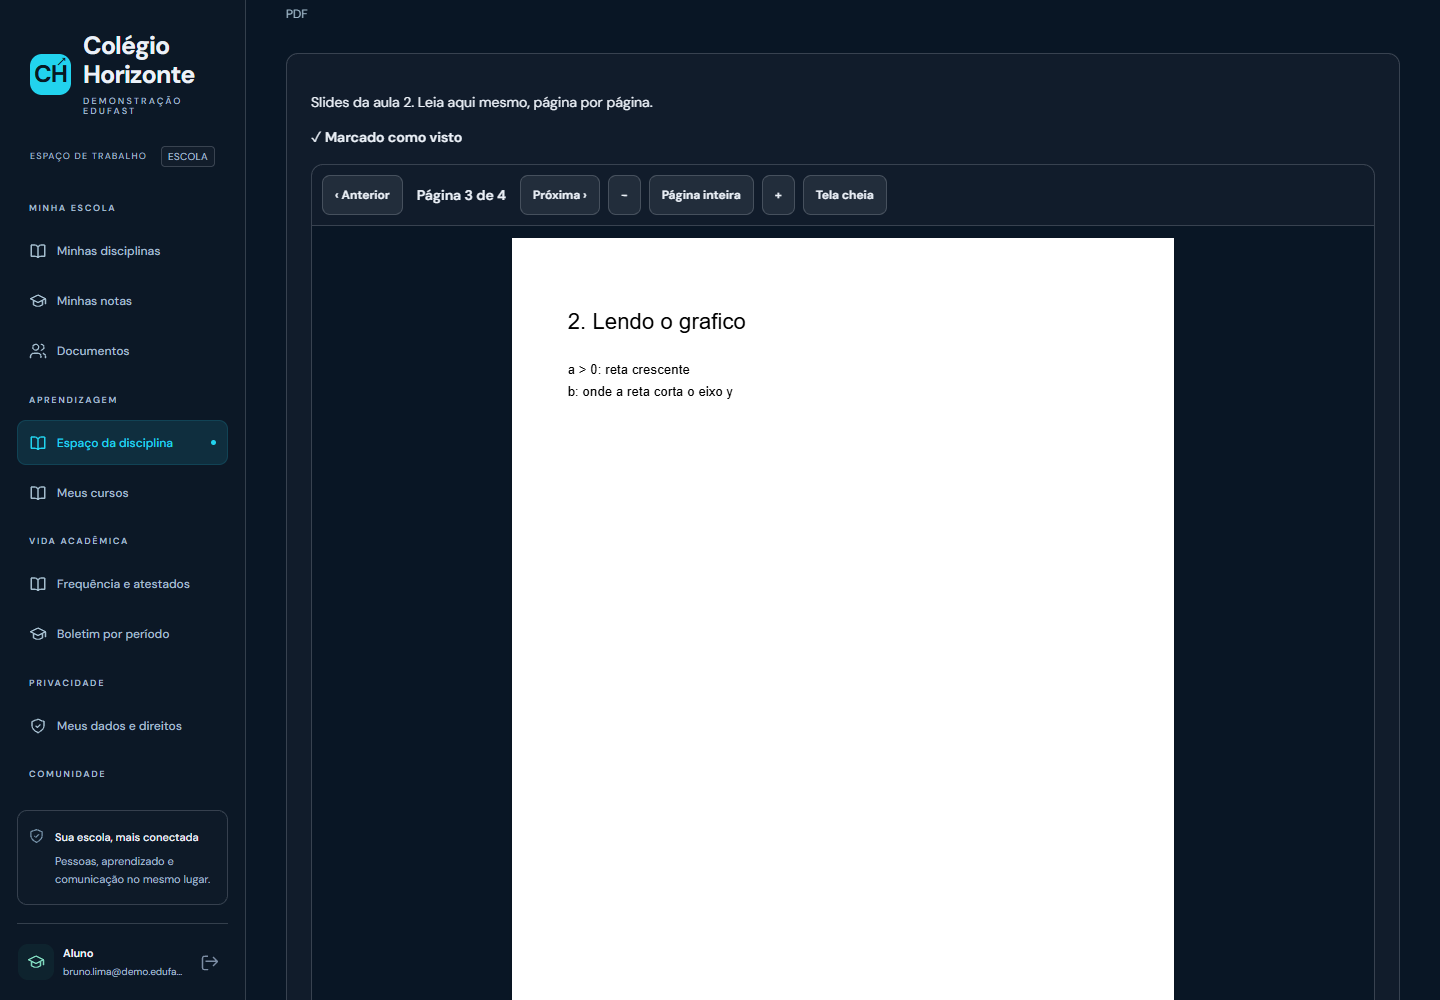 Colégio
Horizonte
DEMONSTRAÇÃO
EDUFAST
CH
ESPAÇO DE TRABALHO
ESCOLA
MINHA ESCOLA
Minhas disciplinas
Minhas notas
Documentos
APRENDIZAGEM
Espaço da disciplina
Meus cursos
VIDA ACADÊMICA
Frequência e atestados
Boletim por período
PRIVACIDADE
Meus dados e direitos
COMUNIDADE
Sua escola, mais conectada
Pessoas, aprendizado e
comunicação no mesmo lugar.
Aluno
bruno.lima@demo.edufa...
PDF
Slides da aula 2. Leia aqui mesmo, página por página.
✓ Marcado como visto
‹ Anterior
Página 3 de 4
Próxima ›
−
Página inteira
+
Tela cheia
2. Lendo o grafico
a > 0: reta crescente
b: onde a reta corta o eixo y